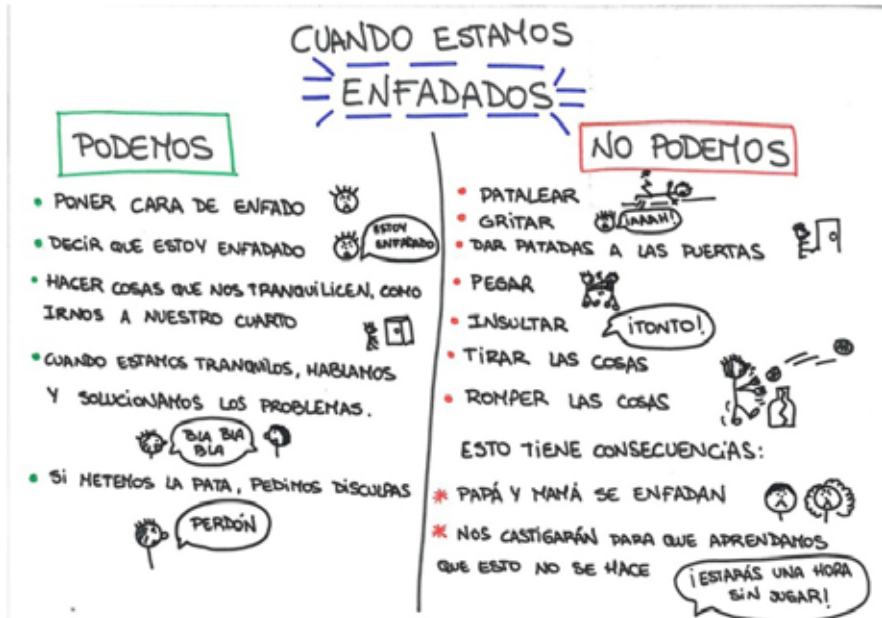 CUANDO ESTAMOS
ENFADADOS
PODEMOS
• PONER CARA DE ENFADO
• DECIR QUE ESTOY ENFADADO
ESTOY
ENFADADO
• HACER COSAS QUE NOS TRANQUILICEN, COMO
IRNOS A NUESTRO CUARTO
• CUANDO ESTAMOS TRANQUILOS, HABLAMOS
Y SOLUCIONAMOS LOS PROBLEMAS.
BLA BLA
BLA
• SI METEMOS LA PATA, PEDIMOS DISCULPAS
PERDÓN
NO PODEMOS
• PATALEAR
• GRITAR
¡AAAH!
• DAR PATADAS A LAS PUERTAS
• PEGAR
• INSULTAR
¡TONTO!
• TIRAR LAS COSAS
• ROMPER LAS COSAS
ESTO TIENE CONSECUENCIAS:
* PAPÁ Y MAMÁ SE ENFADAN
* NOS CASTIGARÁN PARA QUE APRENDAMOS
QUE ESTO NO SE HACE
¡ESTARÁS UNA HORA
SIN JUGAR!